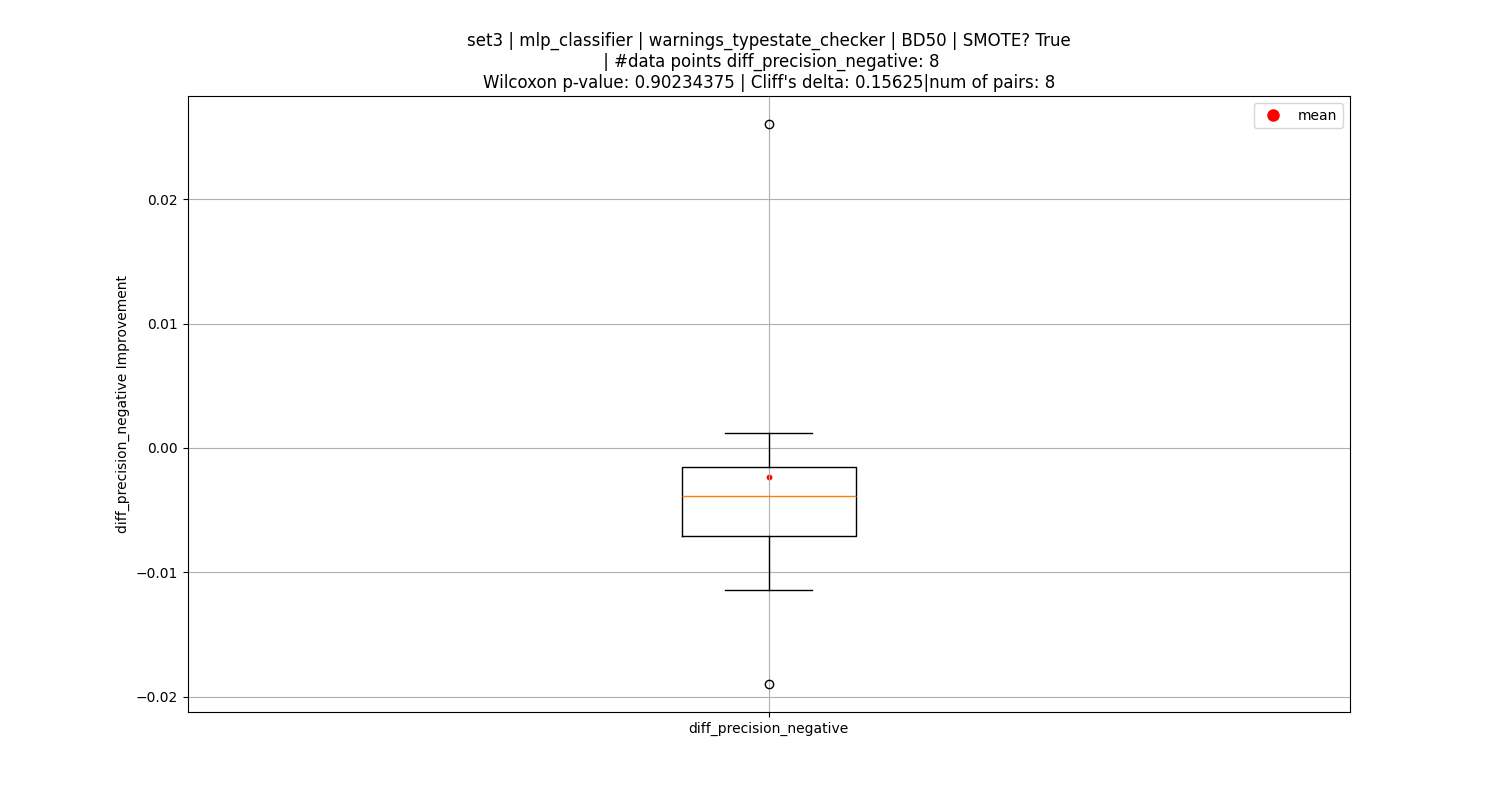 set3 | mlp_classifier | warnings_typestate_checker | BD50 | SMOTE? True
| #data points diff_precision_negative: 8
Wilcoxon p-value: 0.90234375 | Cliff's delta: 0.15625|num of pairs: 8
mean
0.02
0.01
0.00
−0.01
−0.02
diff_precision_negative Improvement
diff_precision_negative